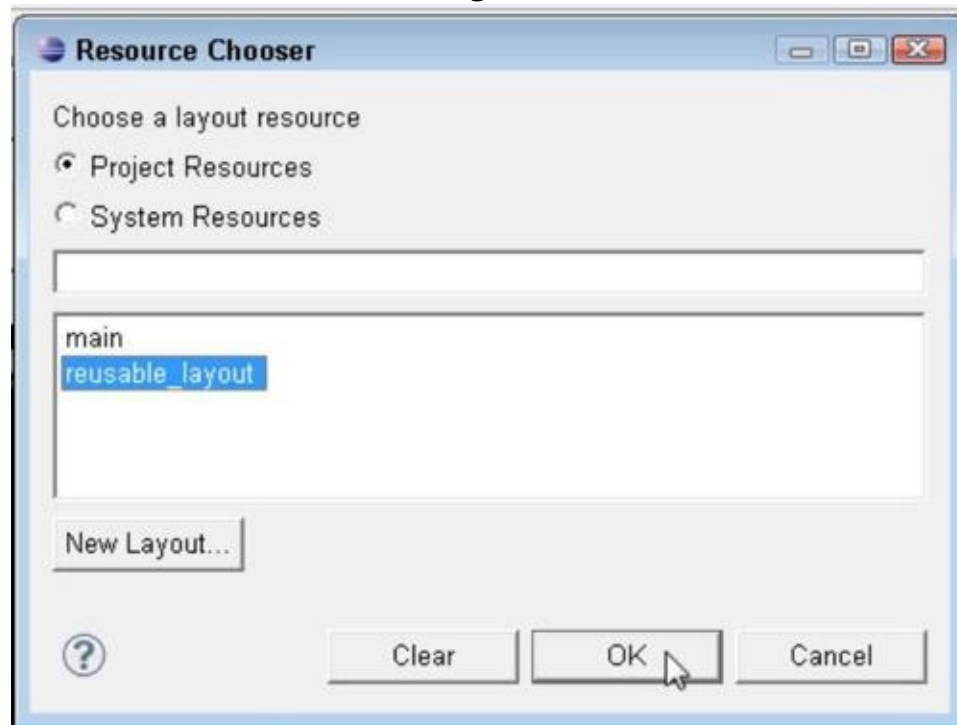 Resource Chooser
Choose a layout resource
Project Resources
System Resources
main
reusable_layout
New Layout...
?
Clear OK Cancel